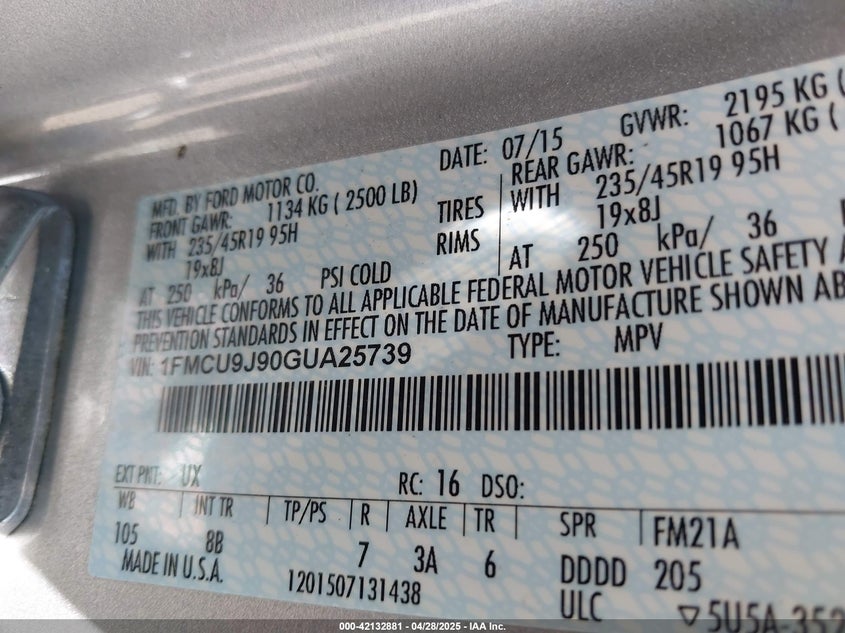 MFD. BY FORD MOTOR CO. DATE: 07/15 GVWR: 2195 KG (
FRONT GAWR: 1134 KG ( 2500 LB) REAR GAWR: 1067 KG (
WITH 235/45R19 95H TIRES WITH 235/45R19 95H
19x8J RIMS 19x8J
AT 250 kPa/ 36 PSI COLD AT 250 kPa/ 36
THIS VEHICLE CONFORMS TO ALL APPLICABLE FEDERAL MOTOR VEHICLE SAFETY A
PREVENTION STANDARDS IN EFFECT ON THE DATE OF MANUFACTURE SHOWN AB
VIN: 1FMCU9J90GUA25739 TYPE: MPV
EXT PNT: UX RC: 16 DSO:
WB INT TR TP/PS R AXLE TR SPR FM21A
105 8B 7 3A 6 DDDD 205
MADE IN U.S.A. 1201507131438 ULC ▽5U5A-352
000-42132881 - 04/28/2025 - IAA Inc.